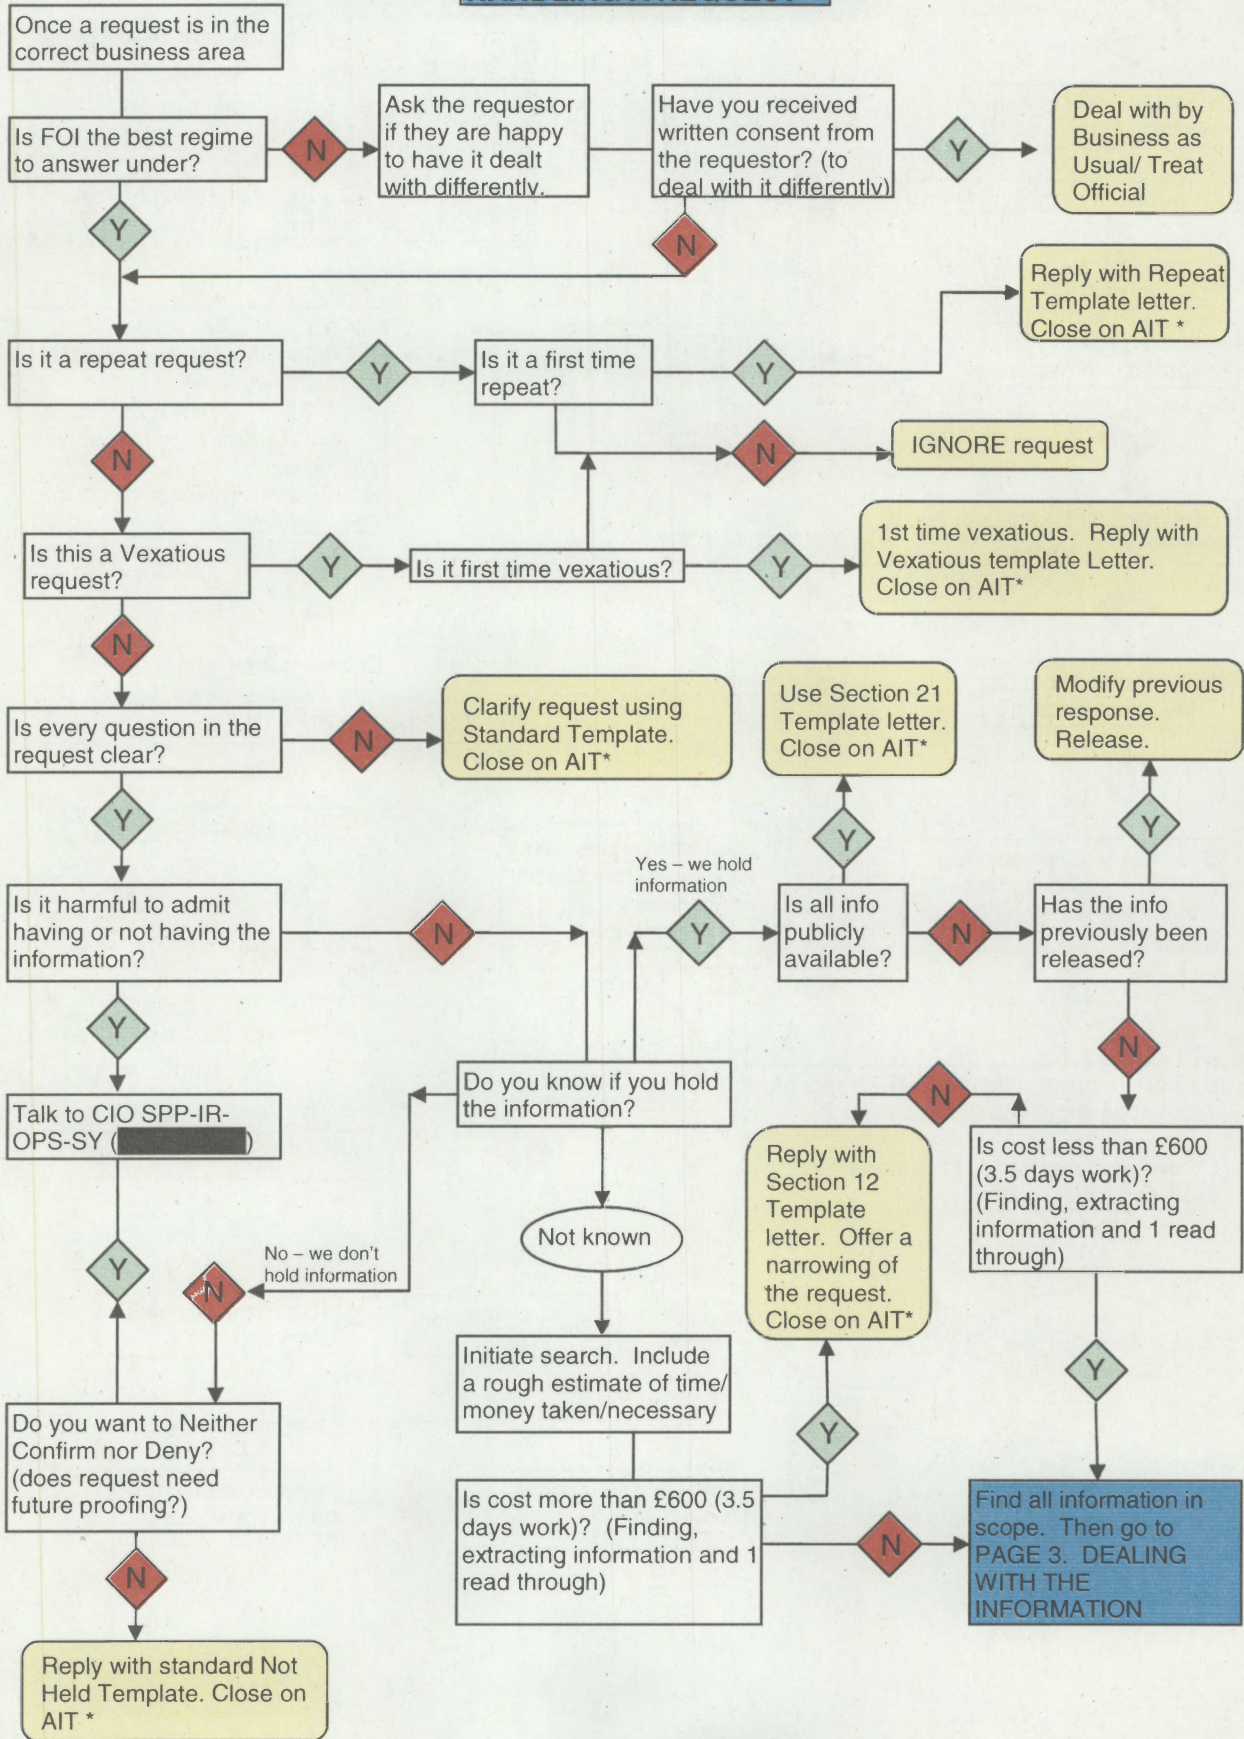 Once a request is in the
correct business area
Is FOI the best regime
to answer under?
N
Ask the requestor
if they are happy
to have it dealt
with differently.
Have you received
written consent from
the requestor? (to
deal with it differently)
Y
Deal with by
Business as
Usual/ Treat
Official
Y
N
Reply with Repeat
Template letter.
Close on AIT *
Is it a repeat request?
Y
Is it a first time
repeat?
Y
N
N
IGNORE request
Is this a Vexatious
request?
Y
Is it first time vexatious?
Y
1st time vexatious. Reply with
Vexatious template Letter.
Close on AIT*
N
Is every question in the
request clear?
N
Clarify request using
Standard Template.
Close on AIT*
Use Section 21
Template letter.
Close on AIT*
Modify previous
response.
Release.
Y
Y
Y
Is it harmful to admit
having or not having the
information?
N
Yes – we hold
information
Y
Is all info
publicly
available?
N
Has the info
previously been
released?
Y
N
Talk to CIO SPP-IR-
OPS-SY ( )
Do you know if you hold
the information?
N
Is cost less than £600
(3.5 days work)?
(Finding, extracting
information and 1 read
through)
Reply with
Section 12
Template
letter. Offer a
narrowing of
the request.
Close on AIT*
Not known
Y
No – we don't
hold information
N
Initiate search. Include
a rough estimate of time/
money taken/necessary
Y
Y
Do you want to Neither
Confirm nor Deny?
(does request need
future proofing?)
Is cost more than £600 (3.5
days work)? (Finding,
extracting information and 1
read through)
N
Find all information in
scope. Then go to
PAGE 3. DEALING
WITH THE
INFORMATION
N
Reply with standard Not
Held Template. Close on
AIT *